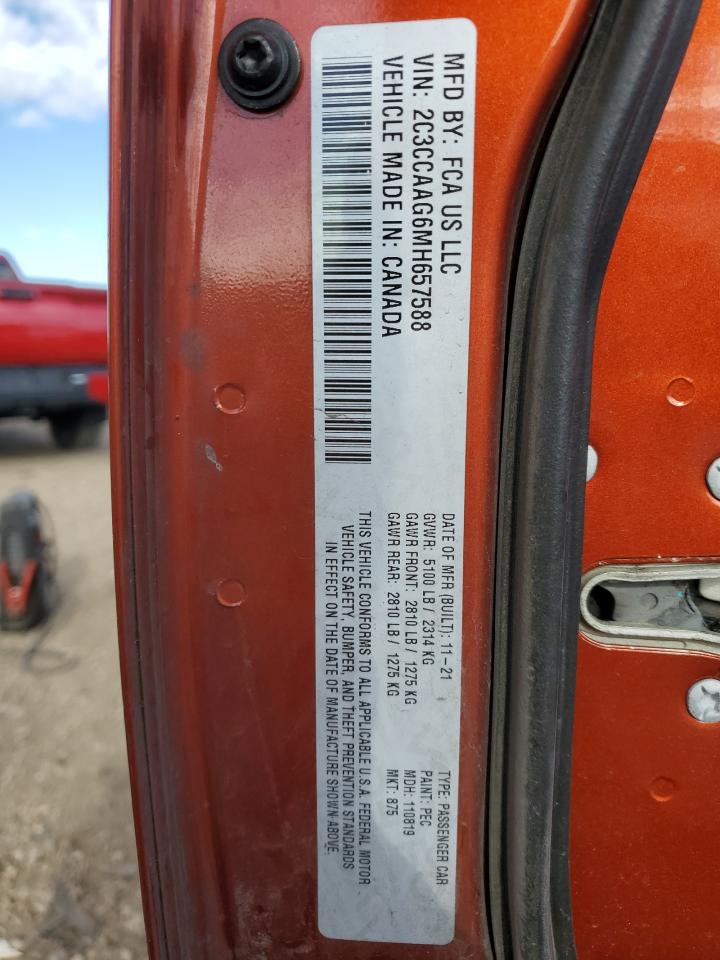 MFD BY: FCA US LLC
VIN: 2C3CCAAG6MH657588
VEHICLE MADE IN: CANADA
DATE OF MFR (BUILT): 11-21
GVWR: 5100 LB / 2314 KG
GAWR FRONT: 2810 LB / 1275 KG
GAWR REAR: 2810 LB / 1275 KG
THIS VEHICLE CONFORMS TO ALL APPLICABLE U.S.A. FEDERAL MOTOR
VEHICLE SAFETY, BUMPER, AND THEFT PREVENTION STANDARDS
IN EFFECT ON THE DATE OF MANUFACTURE SHOWN ABOVE.
TYPE: PASSENGER CAR
PAINT: PEC
MDH: 110819
MKT: 875